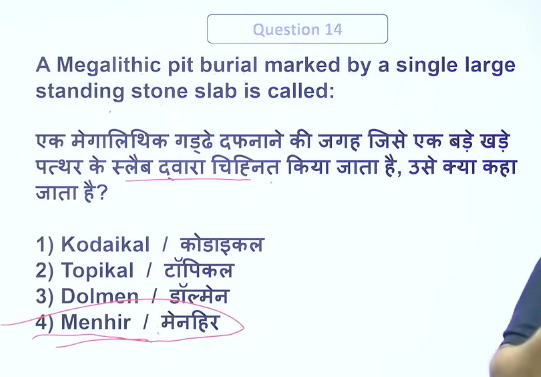 Question 14
A Megalithic pit burial marked by a single large
standing stone slab is called:
एक मेगालिथिक गड्ढे दफनाने की जगह जिसे एक बड़े खड़े
पत्थर के स्लैब द्वारा चिह्नित किया जाता है, उसे क्या कहा
जाता है?
1) Kodaikal / कोडाइकल
2) Topikal / टॉपिकल
3) Dolmen / डॉल्मेन
4) Menhir / मेनहिर